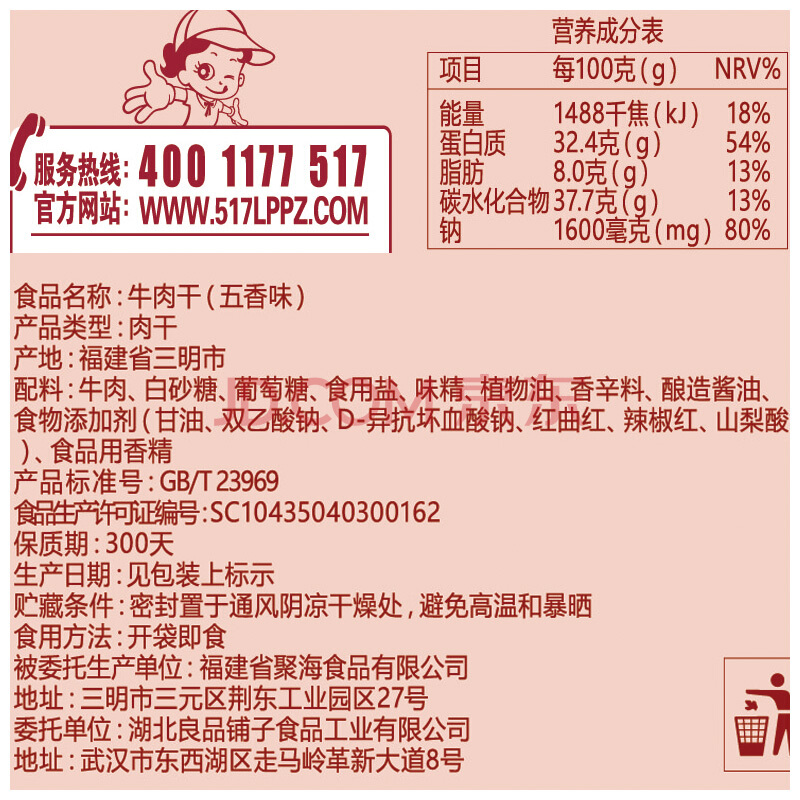 营养成分表
项目 每100克(g) NRV%
能量 1488千焦(kJ) 18%
蛋白质 32.4克(g) 54%
脂肪 8.0克(g) 13%
碳水化合物 37.7克(g) 13%
钠 1600毫克(mg) 80%
服务热线: 400 1177 517
官方网站: WWW.517LPPZ.COM
食品名称:牛肉干(五香味)
产品类型:肉干
产地:福建省三明市
配料:牛肉、白砂糖、葡萄糖、食用盐、味精、植物油、香辛料、酿造酱油、
食物添加剂(甘油、双乙酸钠、D-异抗坏血酸钠、红曲红、辣椒红、山梨酸
)、食品用香精
JD.COM 京东
产品标准号:GB/T 23969
食品生产许可证编号:SC10435040300162
保质期:300天
生产日期:见包装上标示
贮藏条件:密封置于通风阴凉干燥处,避免高温和暴晒
食用方法:开袋即食
被委托生产单位:福建省聚海食品有限公司
地址:三明市三元区荆东工业园区27号
委托单位:湖北良品铺子食品工业有限公司
地址:武汉市东西湖区走马岭革新大道8号